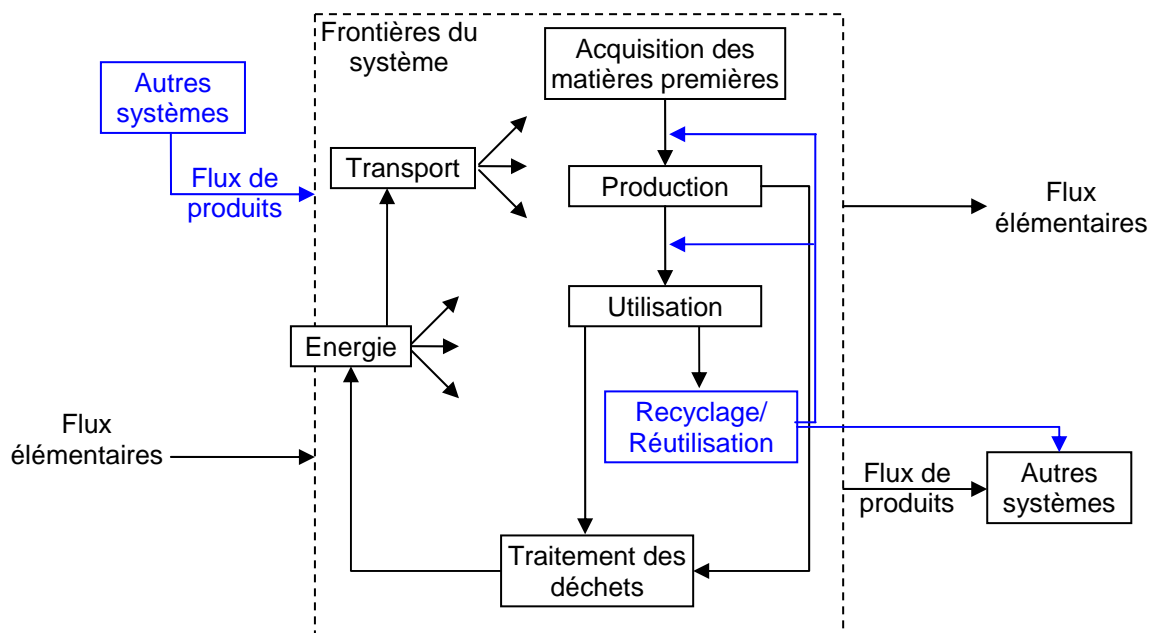 Frontières du
système
Acquisition des
matières premières
Autres
systèmes
Flux de
produits
Transport
Production
Flux
élémentaires
Utilisation
Energie
Recyclage/
Réutilisation
Flux
élémentaires
Flux de
produits
Autres
systèmes
Traitement des
déchets